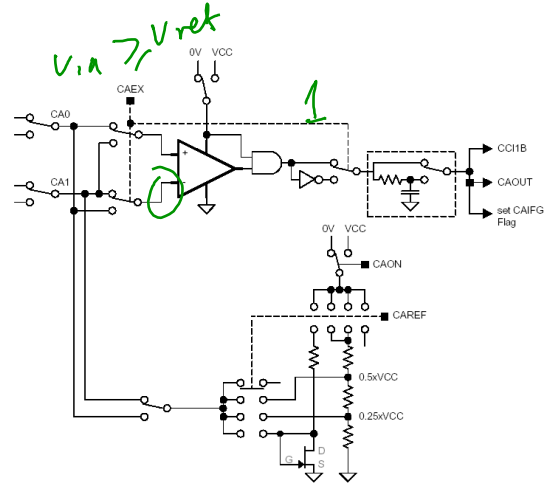 Vin ≥ Vref
0V VCC
CAEX
1
CA0
+
−
CA1
CCI1B
CAOUT
set CAIFG
Flag
0V VCC
CAON
CAREF
0.5xVCC
0.25xVCC
D
G
S